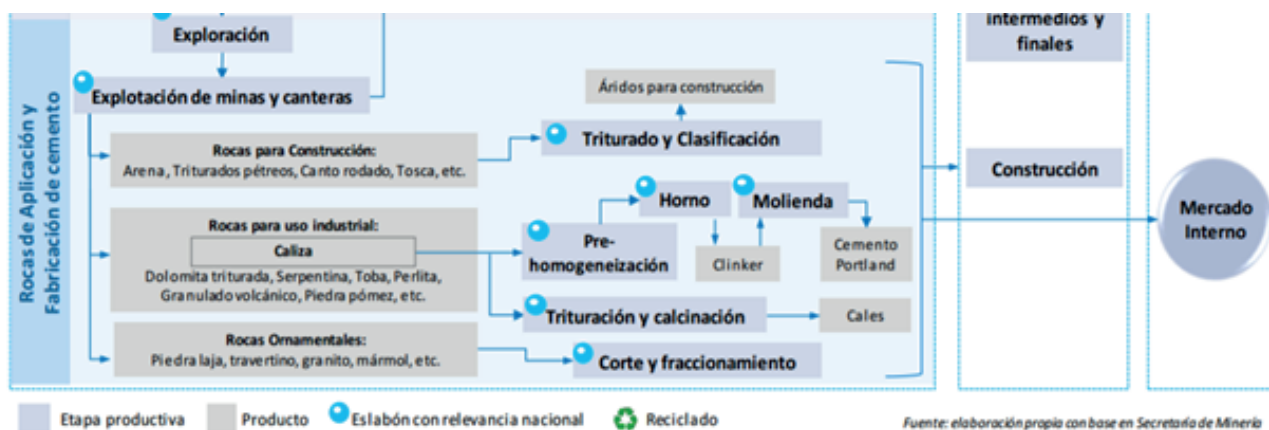 Rocas de Aplicación y
Fabricación de cemento
Exploración
Explotación de minas y canteras
Rocas para Construcción:
Arena, Triturados pétreos, Canto rodado, Tosca, etc.
Rocas para uso industrial:
Caliza
Dolomita triturada, Serpentina, Toba, Perlita,
Granulado volcánico, Piedra pómez, etc.
Rocas Ornamentales:
Piedra laja, travertino, granito, mármol, etc.
Áridos para construcción
Triturado y Clasificación
Horno
Molienda
Pre-
homogeneización
Clinker
Cemento
Portland
Trituración y calcinación
Cales
Corte y fraccionamiento
intermedios y
finales
Construcción
Mercado
Interno
Etapa productiva
Producto
Eslabón con relevancia nacional
Reciclado
Fuente: elaboración propia con base en Secretaría de Minería